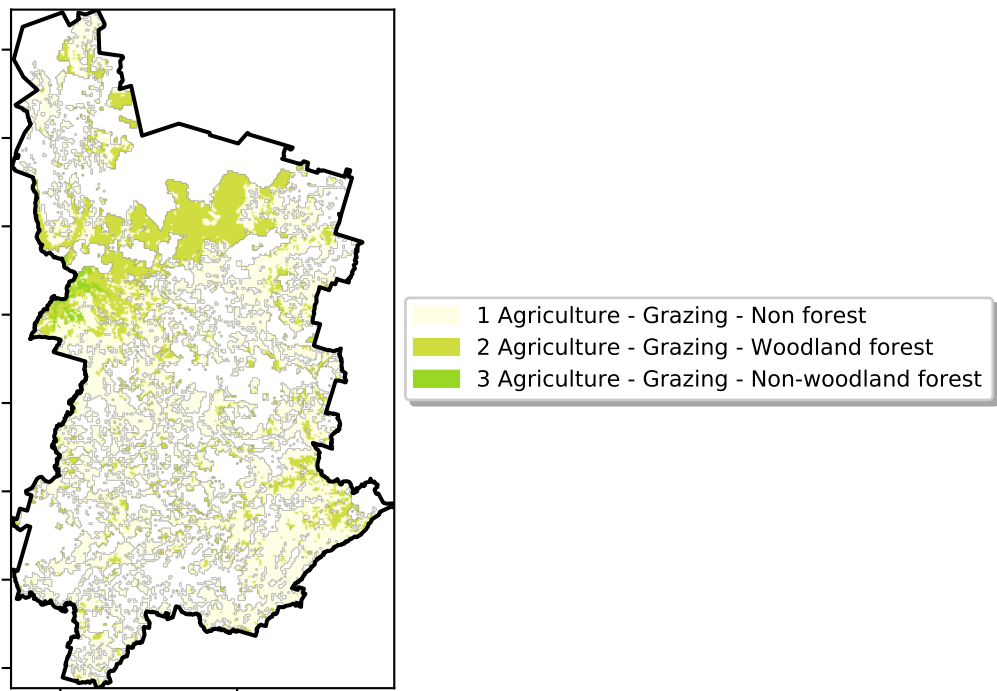 1 Agriculture - Grazing - Non forest
2 Agriculture - Grazing - Woodland forest
3 Agriculture - Grazing - Non-woodland forest